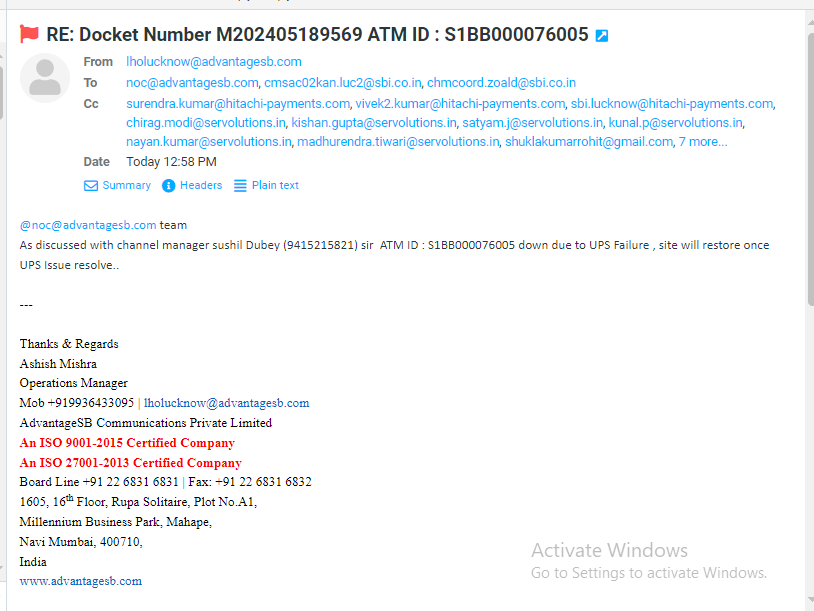 RE: Docket Number M202405189569 ATM ID : S1BB000076005
From lholucknow@advantagesb.com
To noc@advantagesb.com, cmsac02kan.luc2@sbi.co.in, chmcoord.zoald@sbi.co.in
Cc surendra.kumar@hitachi-payments.com, vivek2.kumar@hitachi-payments.com, sbi.lucknow@hitachi-payments.com,
chirag.modi@servolutions.in, kishan.gupta@servolutions.in, satyam.j@servolutions.in, kunal.p@servolutions.in,
nayan.kumar@servolutions.in, madhurendra.tiwari@servolutions.in, shuklakumarrohit@gmail.com, 7 more...
Date Today 12:58 PM
Summary Headers Plain text
@noc@advantagesb.com team
As discussed with channel manager sushil Dubey (9415215821) sir ATM ID : S1BB000076005 down due to UPS Failure , site will restore once
UPS Issue resolve..
---
Thanks & Regards
Ashish Mishra
Operations Manager
Mob +919936433095 | lholucknow@advantagesb.com
AdvantageSB Communications Private Limited
An ISO 9001-2015 Certified Company
An ISO 27001-2013 Certified Company
Board Line +91 22 6831 6831 | Fax: +91 22 6831 6832
1605, 16th Floor, Rupa Solitaire, Plot No.A1,
Millennium Business Park, Mahape,
Navi Mumbai, 400710,
India
www.advantagesb.com
Activate Windows
Go to Settings to activate Windows.